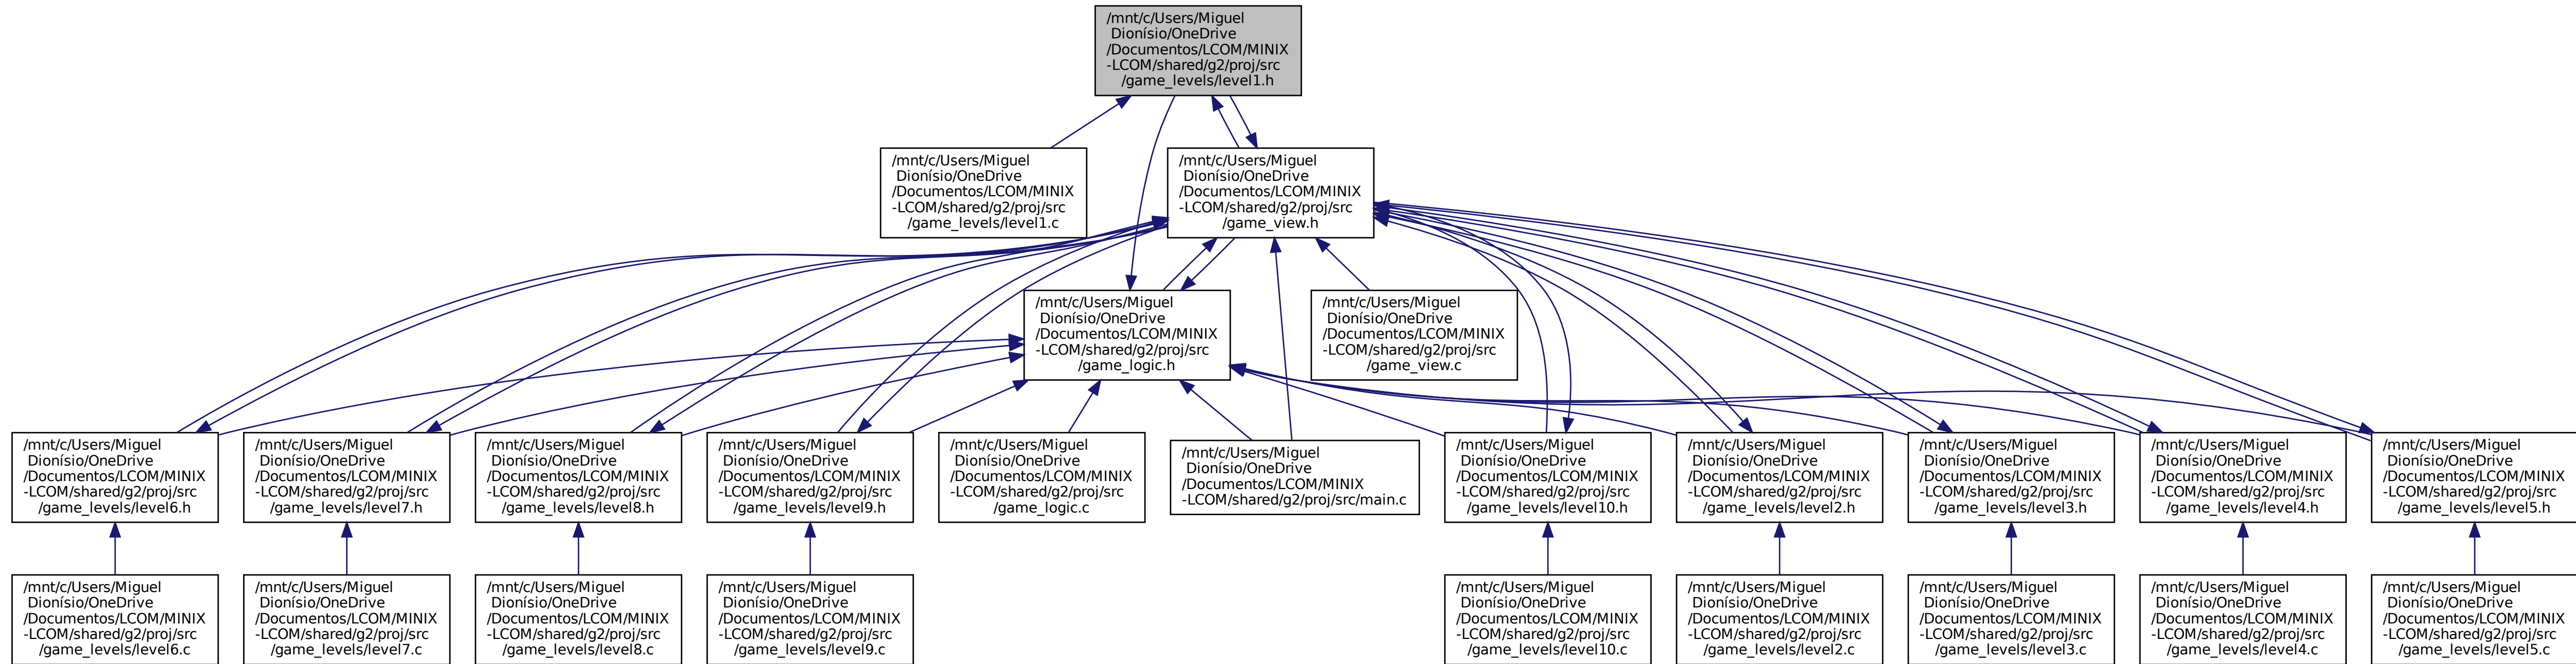 /mnt/c/Users/Miguel
Dionísio/OneDrive
/Documentos/LCOM/MINIX
-LCOM/shared/g2/proj/src
/game_levels/level1.h
/mnt/c/Users/Miguel
Dionísio/OneDrive
/Documentos/LCOM/MINIX
-LCOM/shared/g2/proj/src
/game_levels/level1.c
/mnt/c/Users/Miguel
Dionísio/OneDrive
/Documentos/LCOM/MINIX
-LCOM/shared/g2/proj/src
/game_view.h
/mnt/c/Users/Miguel
Dionísio/OneDrive
/Documentos/LCOM/MINIX
-LCOM/shared/g2/proj/src
/game_logic.h
/mnt/c/Users/Miguel
Dionísio/OneDrive
/Documentos/LCOM/MINIX
-LCOM/shared/g2/proj/src
/game_view.c
/mnt/c/Users/Miguel
Dionísio/OneDrive
/Documentos/LCOM/MINIX
-LCOM/shared/g2/proj/src
/game_levels/level6.h
/mnt/c/Users/Miguel
Dionísio/OneDrive
/Documentos/LCOM/MINIX
-LCOM/shared/g2/proj/src
/game_levels/level7.h
/mnt/c/Users/Miguel
Dionísio/OneDrive
/Documentos/LCOM/MINIX
-LCOM/shared/g2/proj/src
/game_levels/level8.h
/mnt/c/Users/Miguel
Dionísio/OneDrive
/Documentos/LCOM/MINIX
-LCOM/shared/g2/proj/src
/game_levels/level9.h
/mnt/c/Users/Miguel
Dionísio/OneDrive
/Documentos/LCOM/MINIX
-LCOM/shared/g2/proj/src
/game_logic.c
/mnt/c/Users/Miguel
Dionísio/OneDrive
/Documentos/LCOM/MINIX
-LCOM/shared/g2/proj/src/main.c
/mnt/c/Users/Miguel
Dionísio/OneDrive
/Documentos/LCOM/MINIX
-LCOM/shared/g2/proj/src
/game_levels/level10.h
/mnt/c/Users/Miguel
Dionísio/OneDrive
/Documentos/LCOM/MINIX
-LCOM/shared/g2/proj/src
/game_levels/level2.h
/mnt/c/Users/Miguel
Dionísio/OneDrive
/Documentos/LCOM/MINIX
-LCOM/shared/g2/proj/src
/game_levels/level3.h
/mnt/c/Users/Miguel
Dionísio/OneDrive
/Documentos/LCOM/MINIX
-LCOM/shared/g2/proj/src
/game_levels/level4.h
/mnt/c/Users/Miguel
Dionísio/OneDrive
/Documentos/LCOM/MINIX
-LCOM/shared/g2/proj/src
/game_levels/level5.h
/mnt/c/Users/Miguel
Dionísio/OneDrive
/Documentos/LCOM/MINIX
-LCOM/shared/g2/proj/src
/game_levels/level6.c
/mnt/c/Users/Miguel
Dionísio/OneDrive
/Documentos/LCOM/MINIX
-LCOM/shared/g2/proj/src
/game_levels/level7.c
/mnt/c/Users/Miguel
Dionísio/OneDrive
/Documentos/LCOM/MINIX
-LCOM/shared/g2/proj/src
/game_levels/level8.c
/mnt/c/Users/Miguel
Dionísio/OneDrive
/Documentos/LCOM/MINIX
-LCOM/shared/g2/proj/src
/game_levels/level9.c
/mnt/c/Users/Miguel
Dionísio/OneDrive
/Documentos/LCOM/MINIX
-LCOM/shared/g2/proj/src
/game_levels/level10.c
/mnt/c/Users/Miguel
Dionísio/OneDrive
/Documentos/LCOM/MINIX
-LCOM/shared/g2/proj/src
/game_levels/level2.c
/mnt/c/Users/Miguel
Dionísio/OneDrive
/Documentos/LCOM/MINIX
-LCOM/shared/g2/proj/src
/game_levels/level3.c
/mnt/c/Users/Miguel
Dionísio/OneDrive
/Documentos/LCOM/MINIX
-LCOM/shared/g2/proj/src
/game_levels/level4.c
/mnt/c/Users/Miguel
Dionísio/OneDrive
/Documentos/LCOM/MINIX
-LCOM/shared/g2/proj/src
/game_levels/level5.c